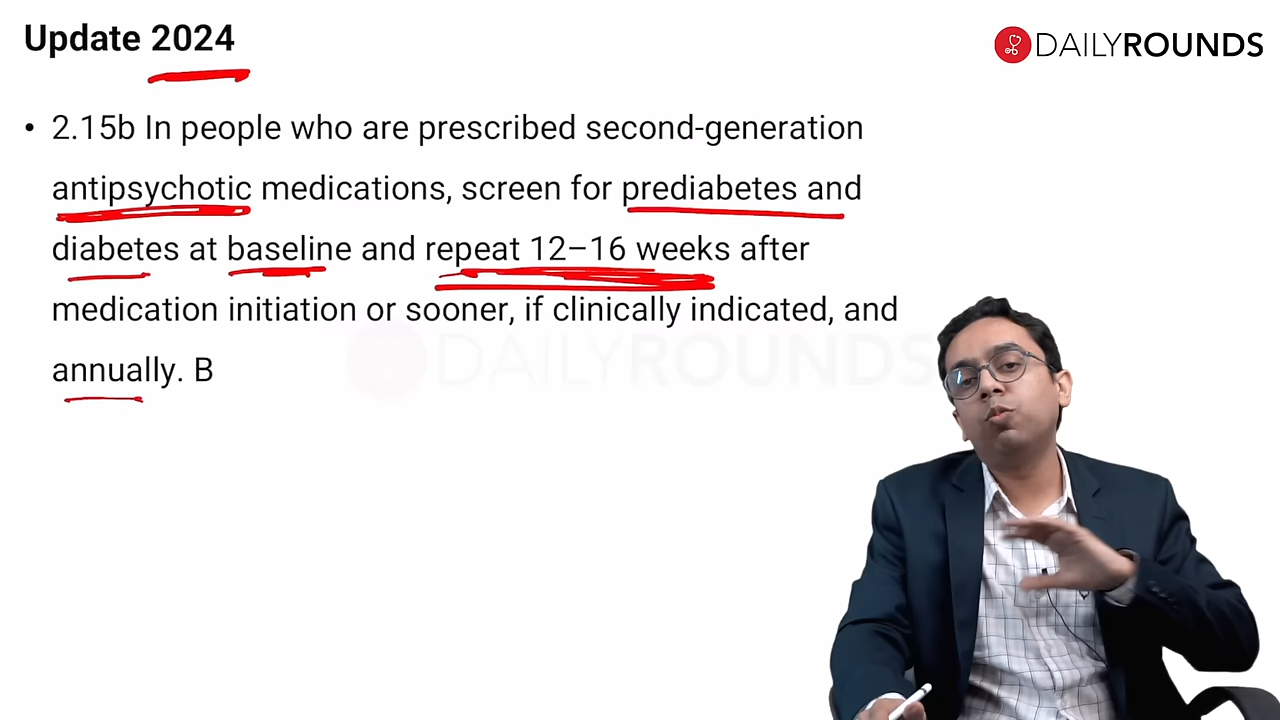 Update 2024
DAILYROUNDS
• 2.15b In people who are prescribed second-generation
antipsychotic medications, screen for prediabetes and
diabetes at baseline and repeat 12–16 weeks after
medication initiation or sooner, if clinically indicated, and
annually. B
DAILYROUNDS